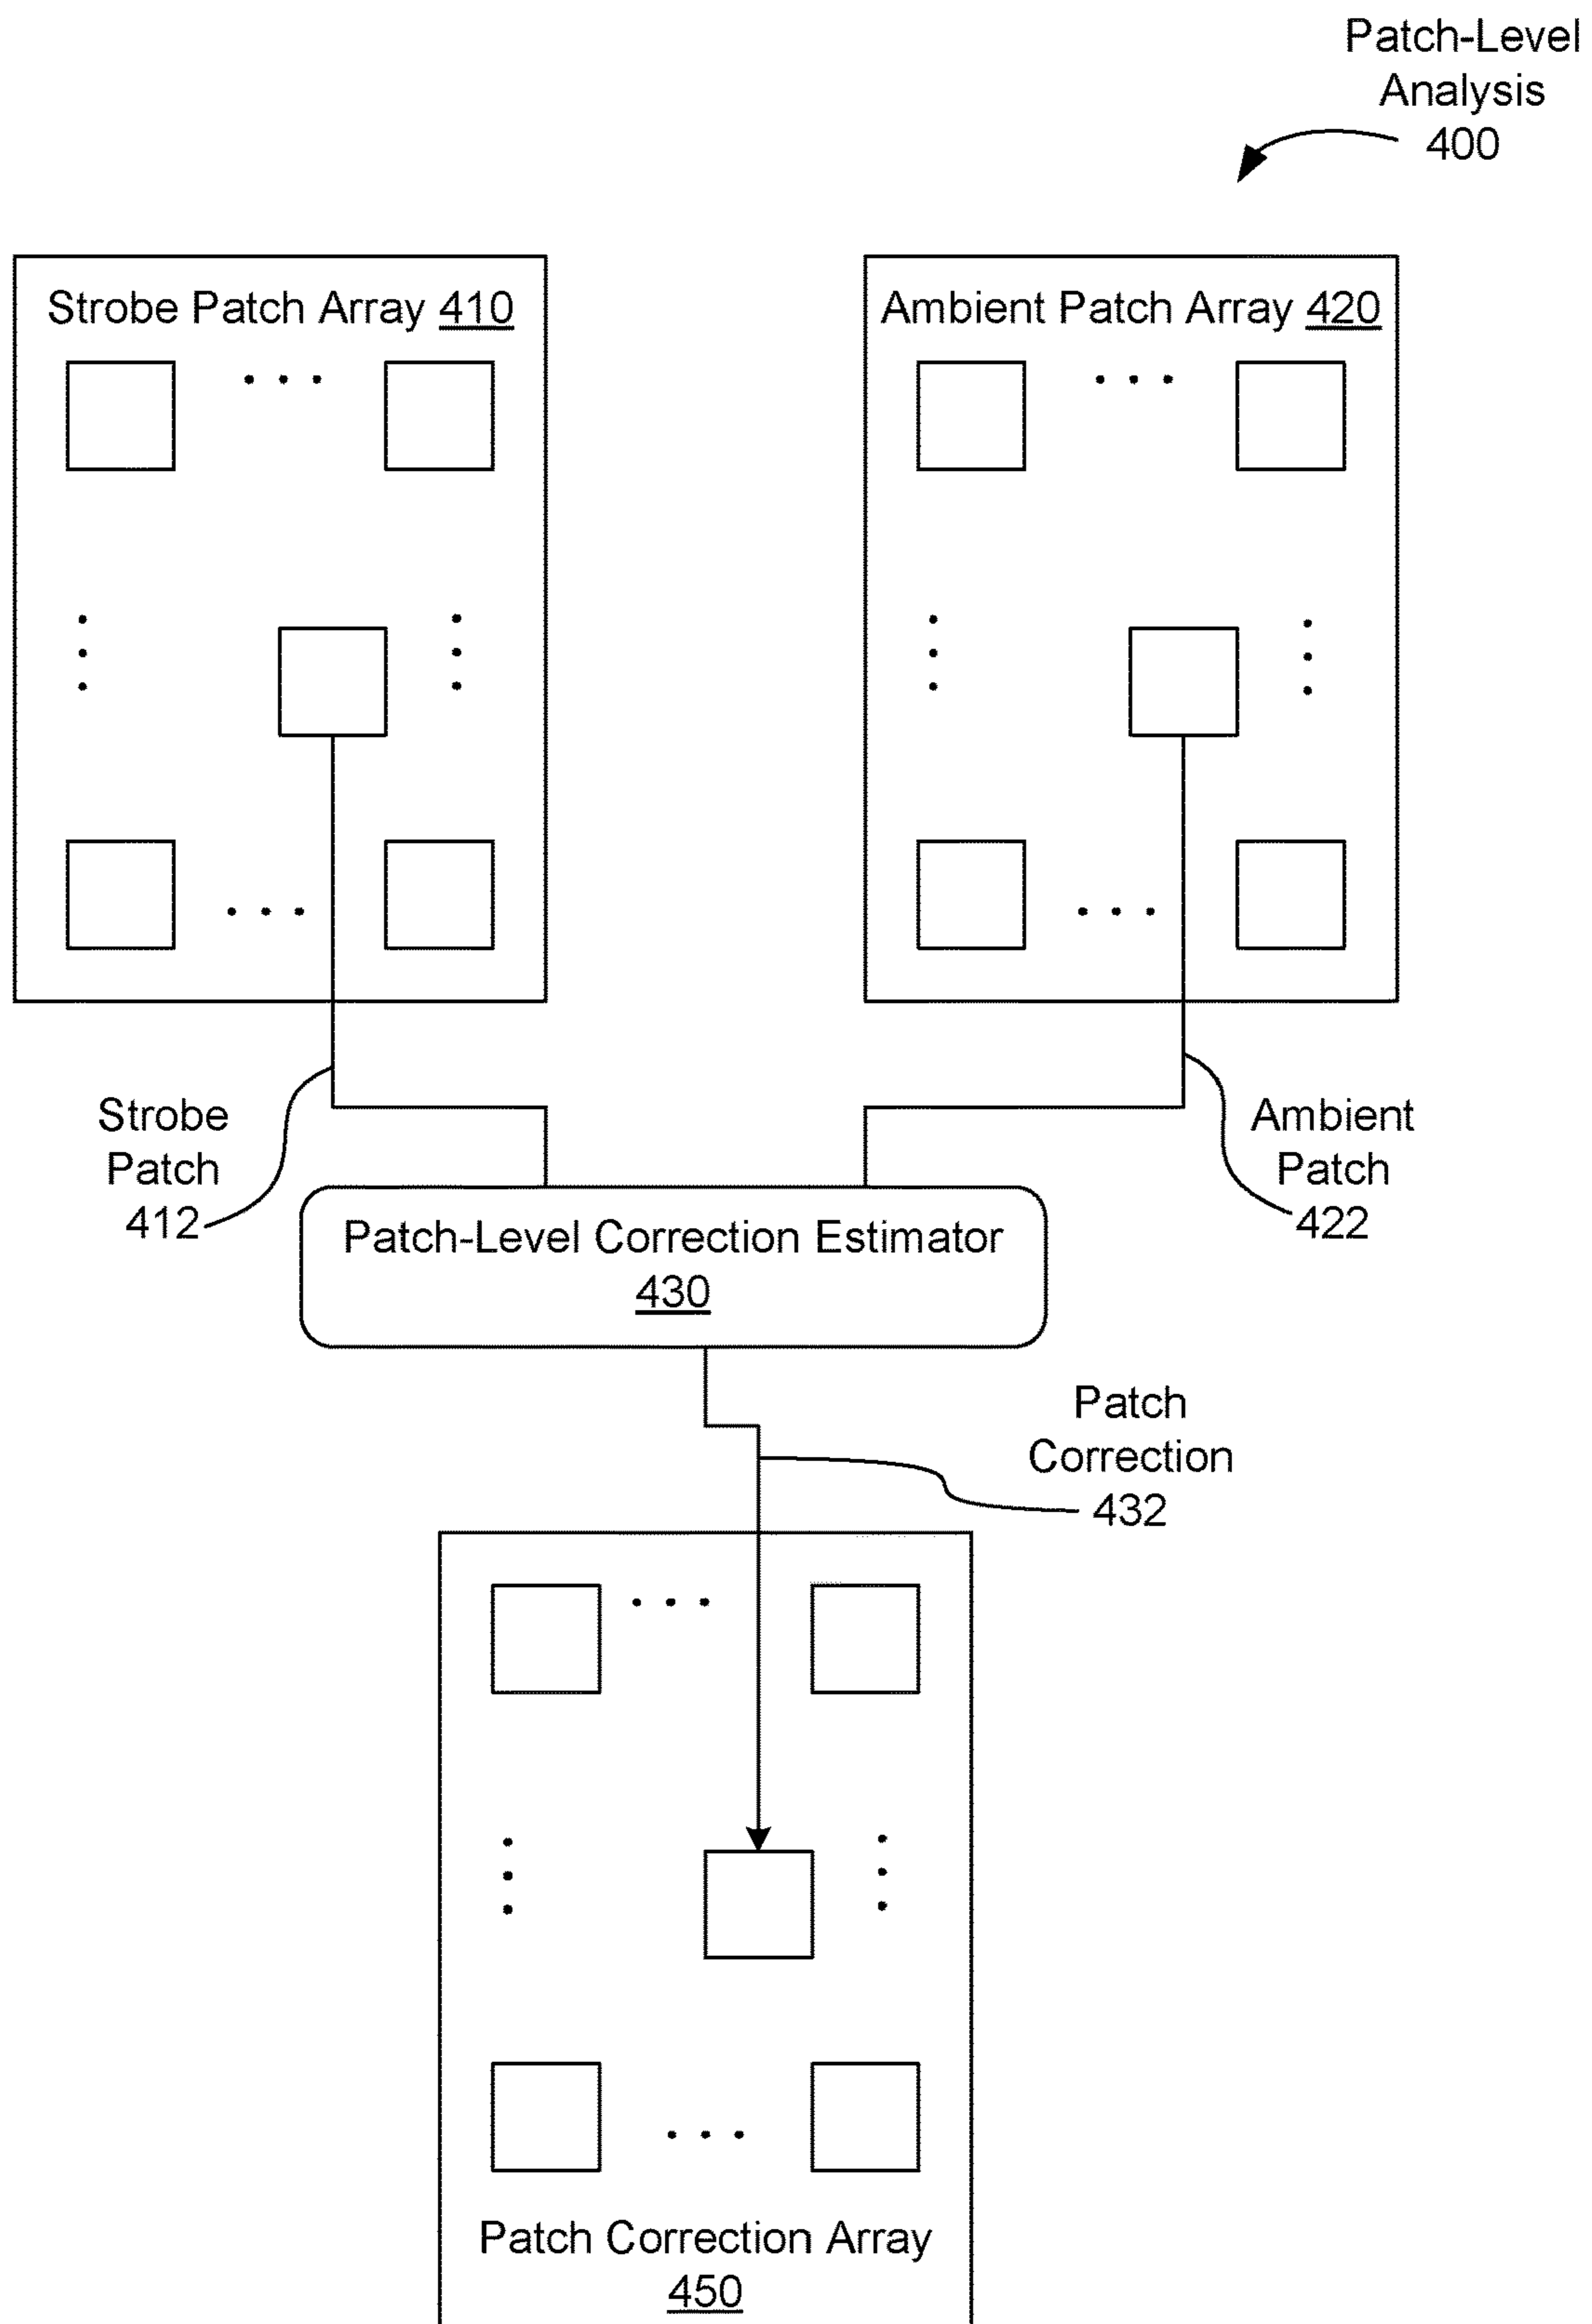 Patch-Level
Analysis
400
Strobe Patch Array 410
Ambient Patch Array 420
Strobe
Patch
412
Ambient
Patch
422
Patch-Level Correction Estimator
430
Patch
Correction
432
Patch Correction Array
450